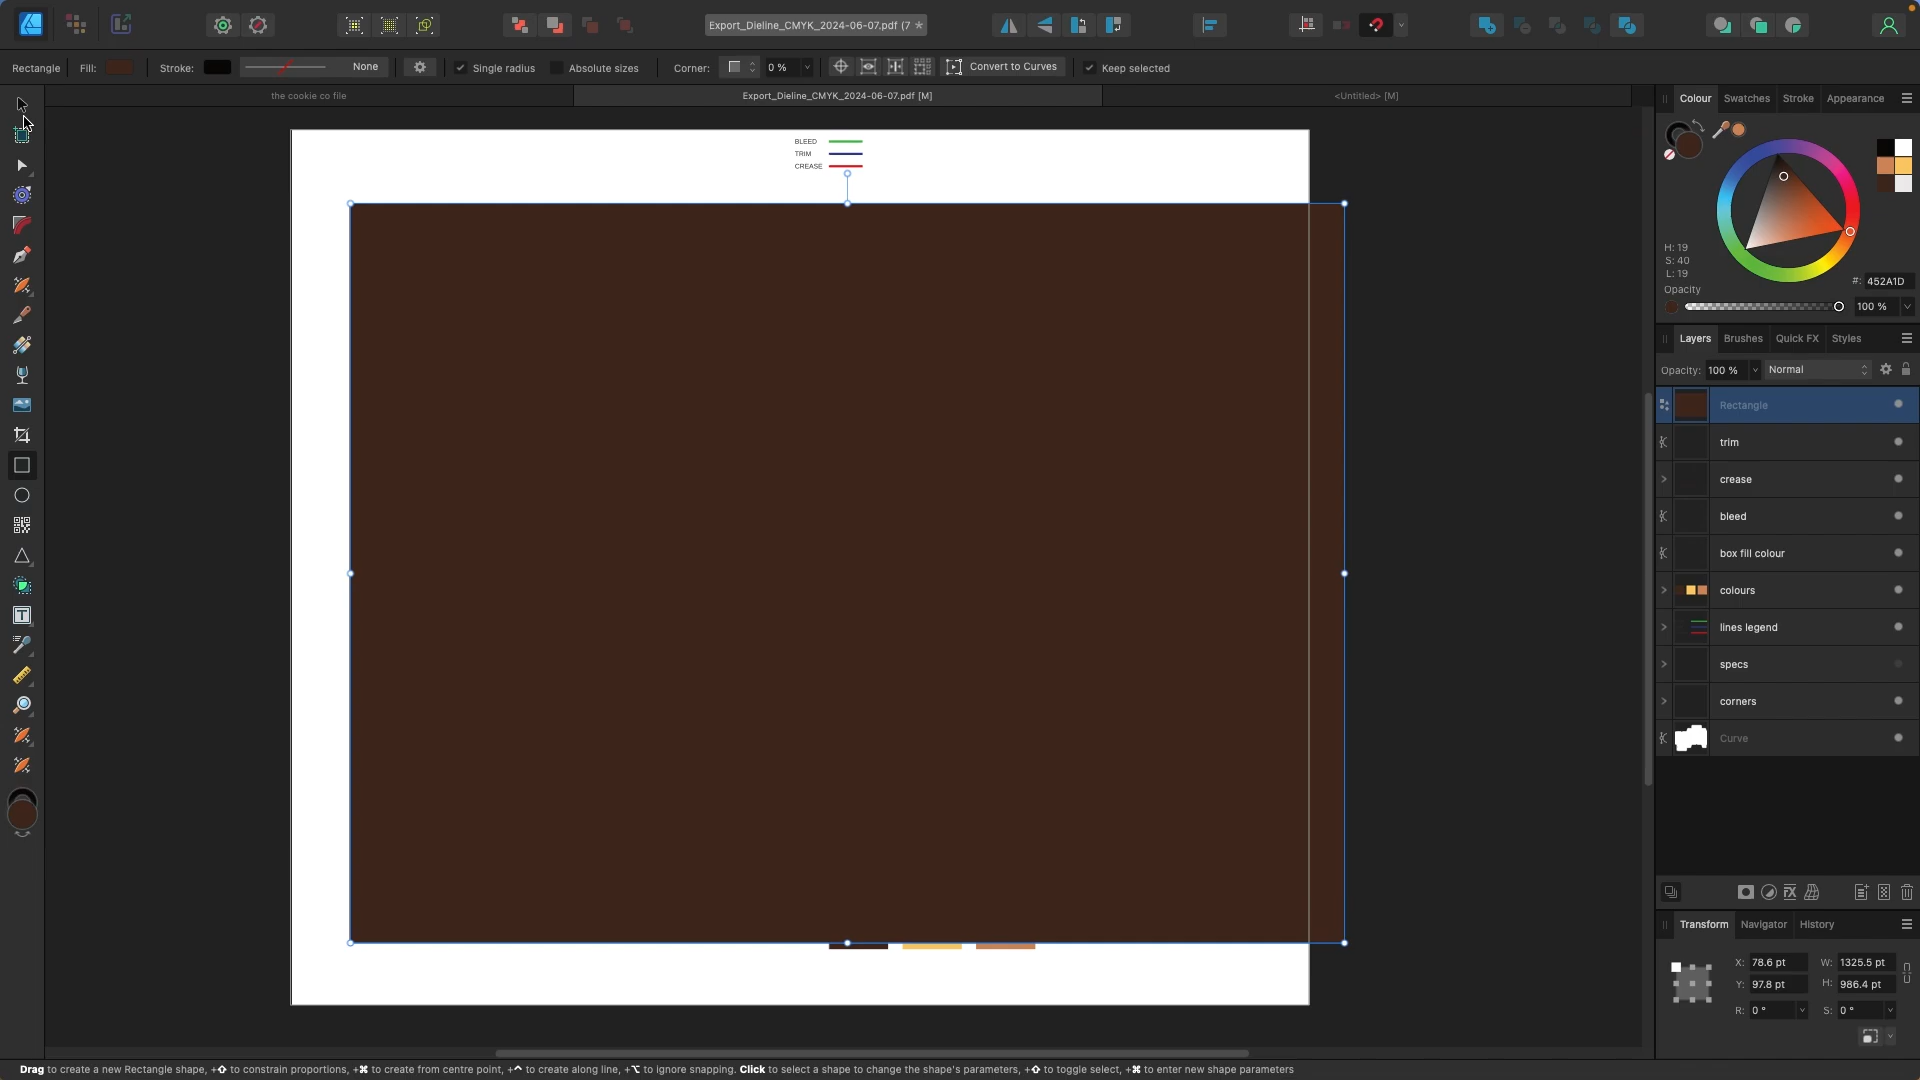 Export_Dieline_CMYK_2024-06-07.pdf (7 *
Rectangle Fill: Stroke: None Single radius Absolute sizes Corner: 0 % Convert to Curves Keep selected
the cookie co file Export_Dieline_CMYK_2024-06-07.pdf [M] <Untitled> [M]
BLEED
TRIM
CREASE
Colour Swatches Stroke Appearance
H: 19
S: 40
L: 19
#: 452A1D
Opacity
100 %
Layers Brushes Quick FX Styles
Opacity: 100 % Normal
Rectangle
trim
crease
bleed
box fill colour
colours
lines legend
specs
corners
Curve
Transform Navigator History
X: 78.6 pt W: 1325.5 pt
Y: 97.8 pt H: 986.4 pt
R: 0 ° S: 0 °
Drag to create a new Rectangle shape, +⇧ to constrain proportions, +⌘ to create from centre point, +^ to create along line, +⌥ to ignore snapping. Click to select a shape to change the shape's parameters, +⇧ to toggle select, +⌘ to enter new shape parameters